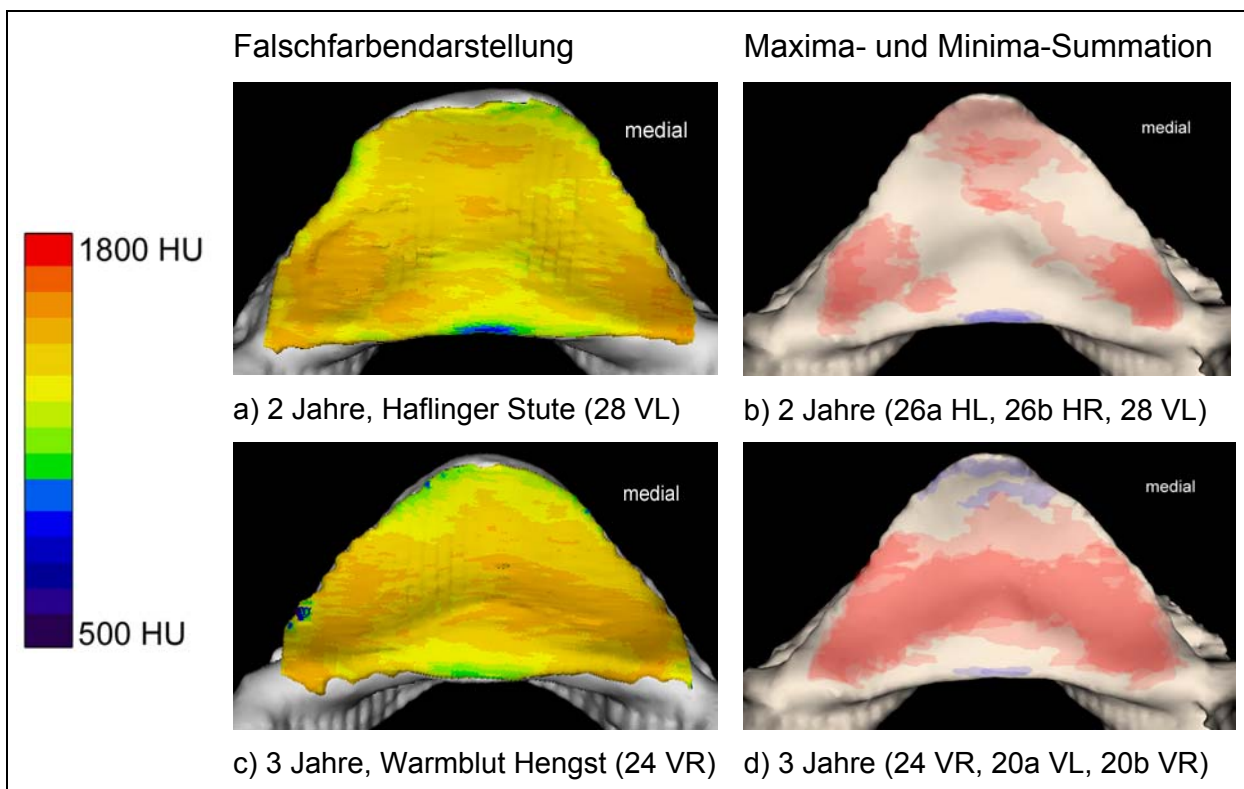 Falschfarbendarstellung
Maxima- und Minima-Summation
1800 HU
500 HU
medial
medial
a) 2 Jahre, Haflinger Stute (28 VL)
b) 2 Jahre (26a HL, 26b HR, 28 VL)
medial
medial
c) 3 Jahre, Warmblut Hengst (24 VR)
d) 3 Jahre (24 VR, 20a VL, 20b VR)